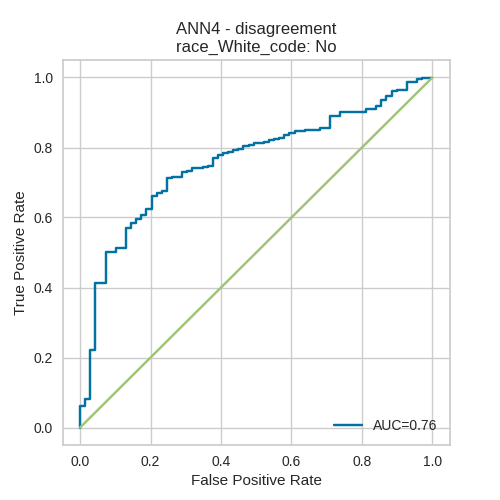 ANN4 - disagreement
race_White_code: No
1.0
0.8
0.6
0.4
0.2
0.0
True Positive Rate
AUC=0.76
0.0 0.2 0.4 0.6 0.8 1.0
False Positive Rate